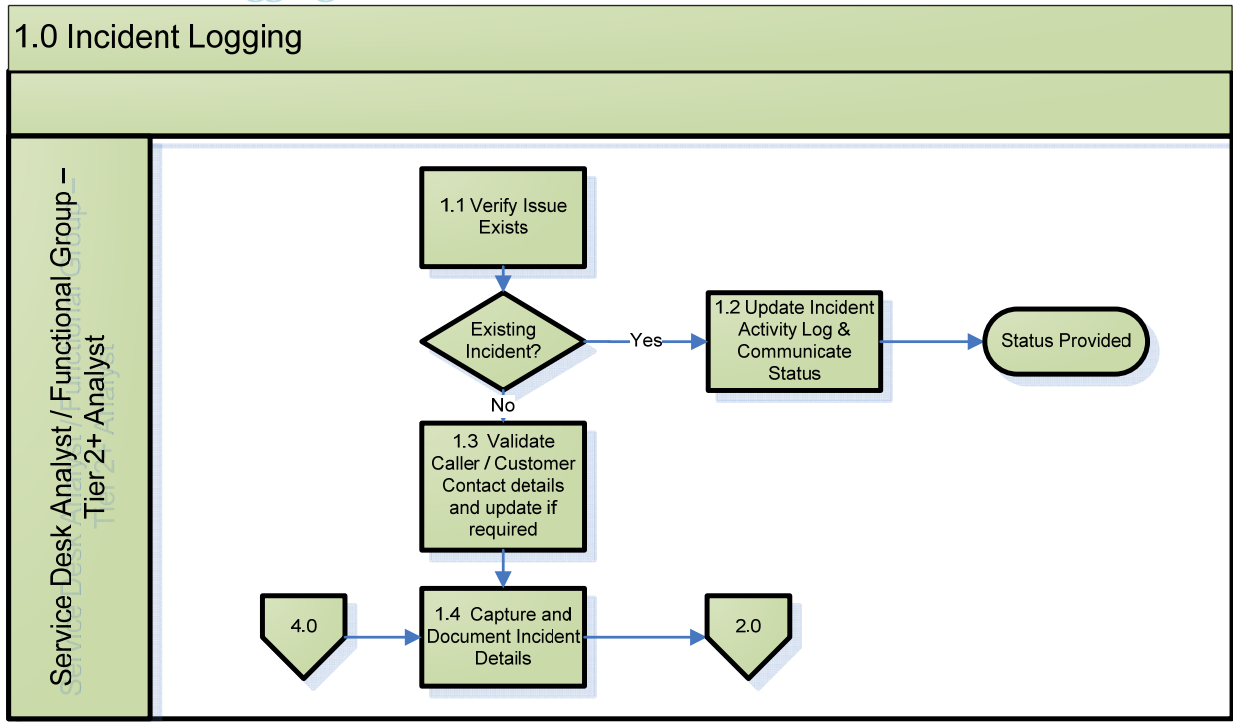 1.0 Incident Logging
Service Desk Analyst / Functional Group –
Tier 2+ Analyst
1.1 Verify Issue
Exists
Existing
Incident?
Yes
1.2 Update Incident
Activity Log &
Communicate
Status
Status Provided
No
1.3 Validate
Caller / Customer
Contact details
and update if
required
4.0
1.4 Capture and
Document Incident
Details
2.0